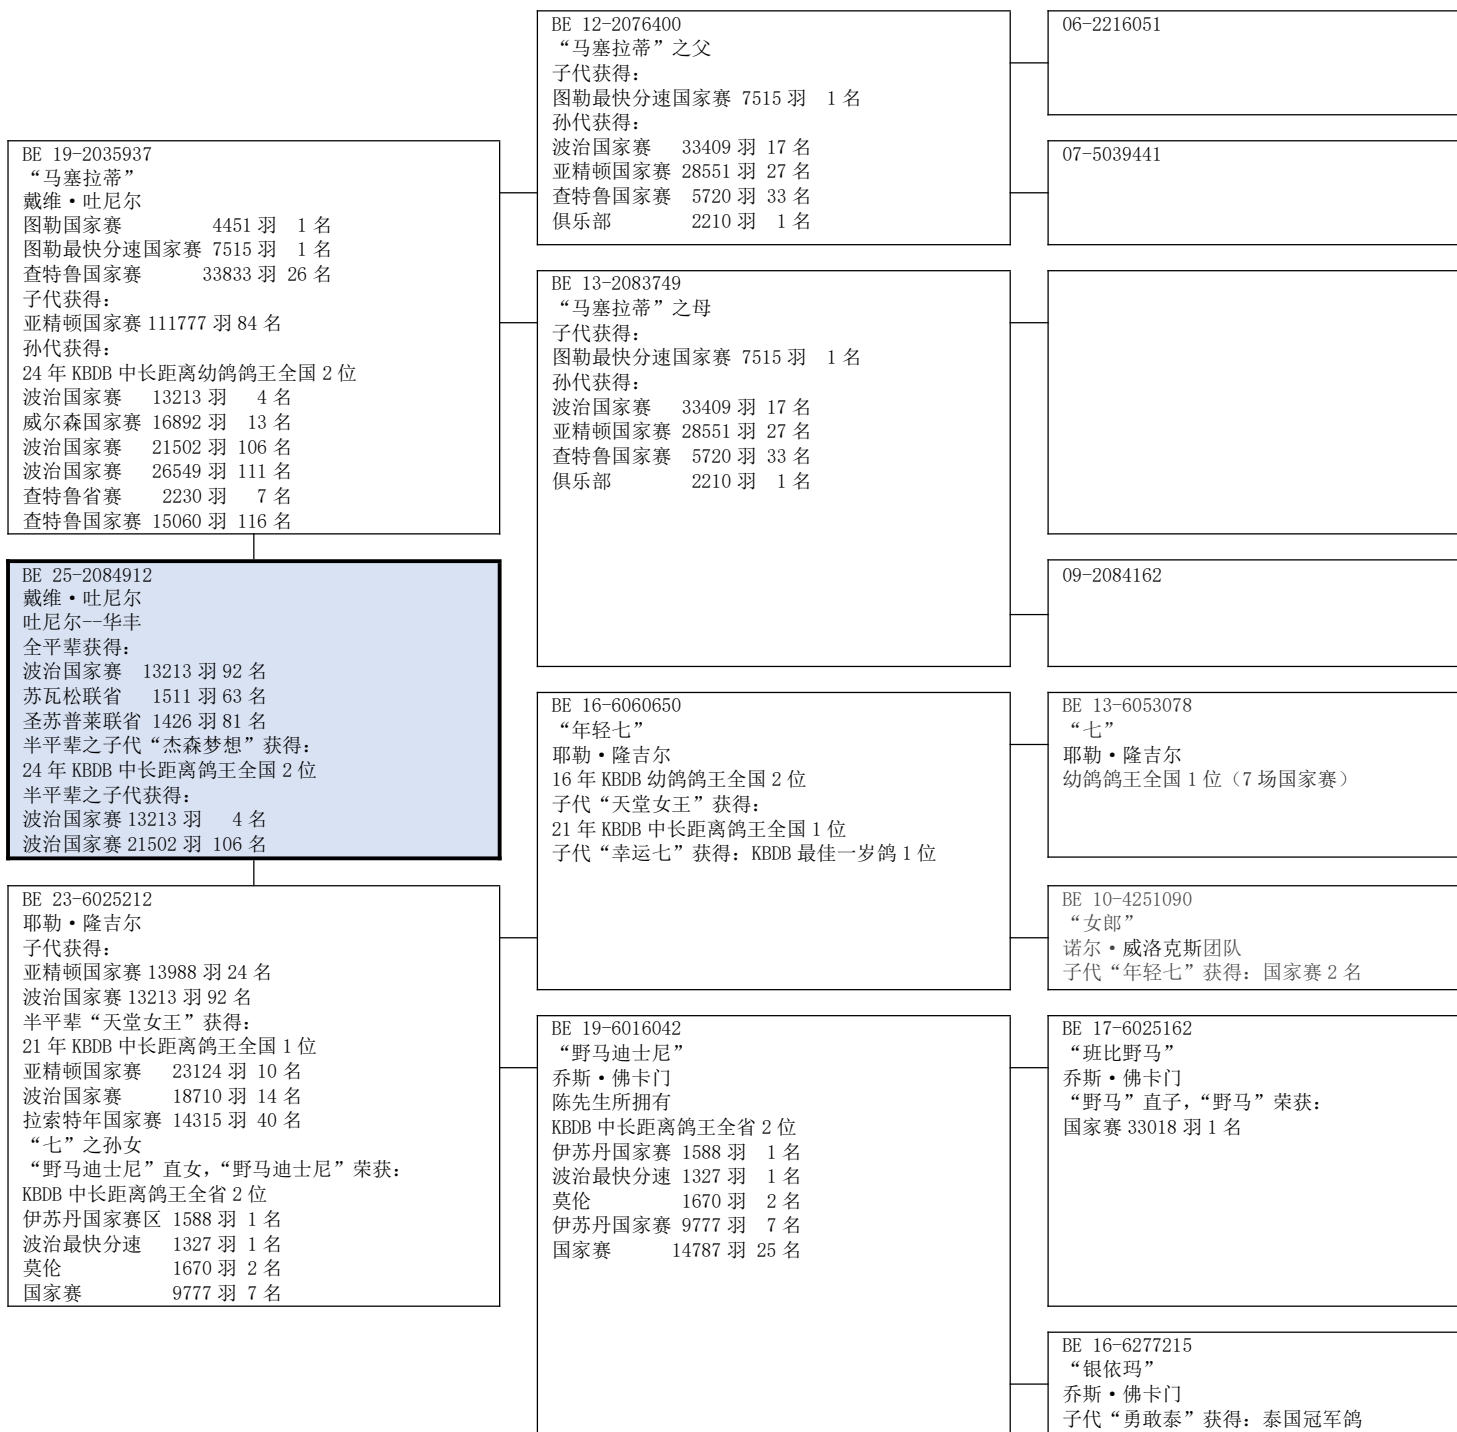 BE 19-2035937
“马塞拉蒂”
戴维·吐尼尔
图勒国家赛 4451 羽 1 名
图勒最快分速国家赛 7515 羽 1 名
查特鲁国家赛 33833 羽 26 名
子代获得：
亚精顿国家赛 111777 羽 84 名
孙代获得：
24 年 KBDB 中长距离幼鸽鸽王全国 2 位
波治国家赛 13213 羽 4 名
威尔森国家赛 16892 羽 13 名
波治国家赛 21502 羽 106 名
波治国家赛 26549 羽 111 名
查特鲁省赛 2230 羽 7 名
查特鲁国家赛 15060 羽 116 名
BE 25-2084912
戴维·吐尼尔
吐尼尔--华丰
全平辈获得：
波治国家赛 13213 羽 92 名
苏瓦松联省 1511 羽 63 名
圣苏普莱联省 1426 羽 81 名
半平辈之子代“杰森梦想”获得：
24 年 KBDB 中长距离鸽王全国 2 位
半平辈之子代获得：
波治国家赛 13213 羽 4 名
波治国家赛 21502 羽 106 名
BE 23-6025212
耶勒·隆吉尔
子代获得：
亚精顿国家赛 13988 羽 24 名
波治国家赛 13213 羽 92 名
半平辈“天堂女王”获得：
21 年 KBDB 中长距离鸽王全国 1 位
亚精顿国家赛 23124 羽 10 名
波治国家赛 18710 羽 14 名
拉索特年国家赛 14315 羽 40 名
“七”之孙女
“野马迪士尼”直女，“野马迪士尼”荣获：
KBDB 中长距离鸽王全省 2 位
伊苏丹国家赛区 1588 羽 1 名
波治最快分速 1327 羽 1 名
莫伦 1670 羽 2 名
国家赛 9777 羽 7 名
BE 12-2076400
“马塞拉蒂”之父
子代获得：
图勒最快分速国家赛 7515 羽 1 名
孙代获得：
波治国家赛 33409 羽 17 名
亚精顿国家赛 28551 羽 27 名
查特鲁国家赛 5720 羽 33 名
俱乐部 2210 羽 1 名
BE 13-2083749
“马塞拉蒂”之母
子代获得：
图勒最快分速国家赛 7515 羽 1 名
孙代获得：
波治国家赛 33409 羽 17 名
亚精顿国家赛 28551 羽 27 名
查特鲁国家赛 5720 羽 33 名
俱乐部 2210 羽 1 名
BE 16-6060650
“年轻七”
耶勒·隆吉尔
16 年 KBDB 幼鸽鸽王全国 2 位
子代“天堂女王”获得：
21 年 KBDB 中长距离鸽王全国 1 位
子代“幸运七”获得：KBDB 最佳一岁鸽 1 位
BE 19-6016042
“野马迪士尼”
乔斯·佛卡门
陈先生所拥有
KBDB 中长距离鸽王全省 2 位
伊苏丹国家赛 1588 羽 1 名
波治最快分速 1327 羽 1 名
莫伦 1670 羽 2 名
伊苏丹国家赛 9777 羽 7 名
国家赛 14787 羽 25 名
06-2216051
07-5039441
09-2084162
BE 13-6053078
“七”
耶勒·隆吉尔
幼鸽鸽王全国 1 位（7 场国家赛）
BE 10-4251090
“女郎”
诺尔·威洛克斯团队
子代“年轻七”获得：国家赛 2 名
BE 17-6025162
“班比野马”
乔斯·佛卡门
“野马”直子，“野马”荣获：
国家赛 33018 羽 1 名
BE 16-6277215
“银依玛”
乔斯·佛卡门
子代“勇敢泰”获得：泰国冠军鸽